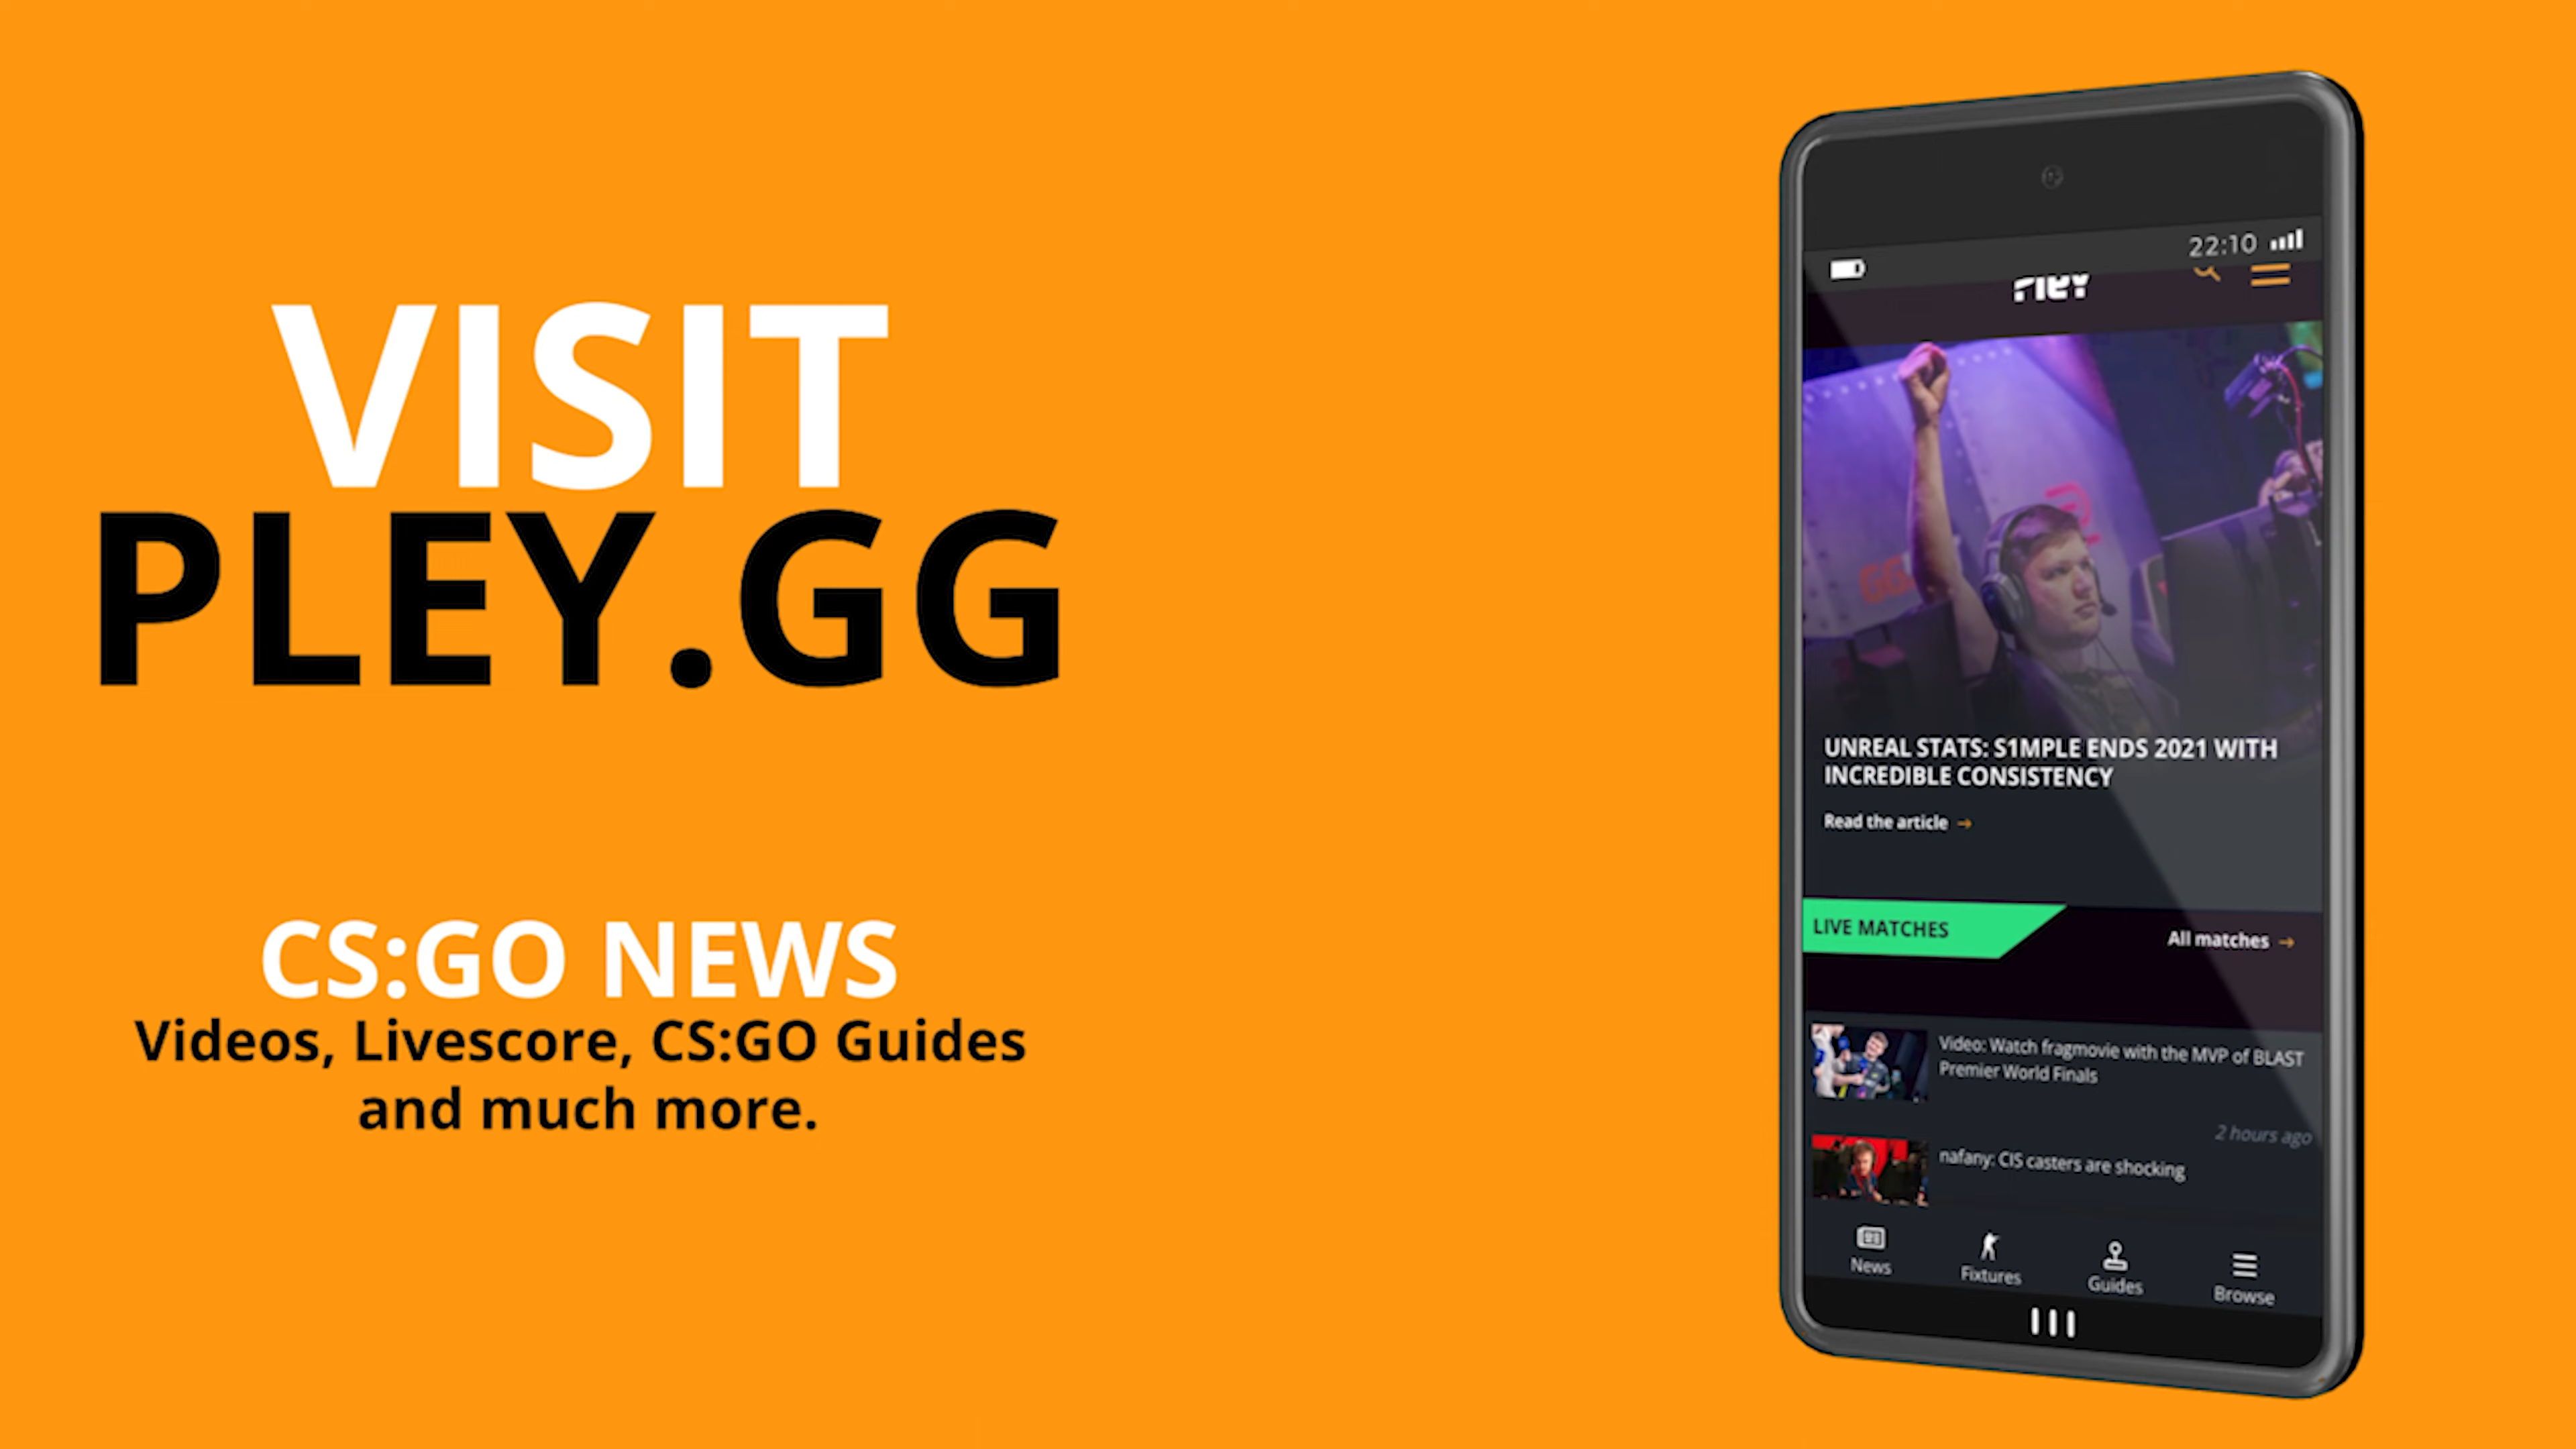 VISIT
PLEY.GG
CS:GO NEWS
Videos, Livescore, CS:GO Guides
and much more.
22:10
PLEY
UNREAL STATS: S1MPLE ENDS 2021 WITH
INCREDIBLE CONSISTENCY
Read the article →
LIVE MATCHES
All matches →
Video: Watch fragmovie with the MVP of BLAST
Premier World Finals
2 hours ago
nafany: CIS casters are shocking
News
Fixtures
Guides
Browse